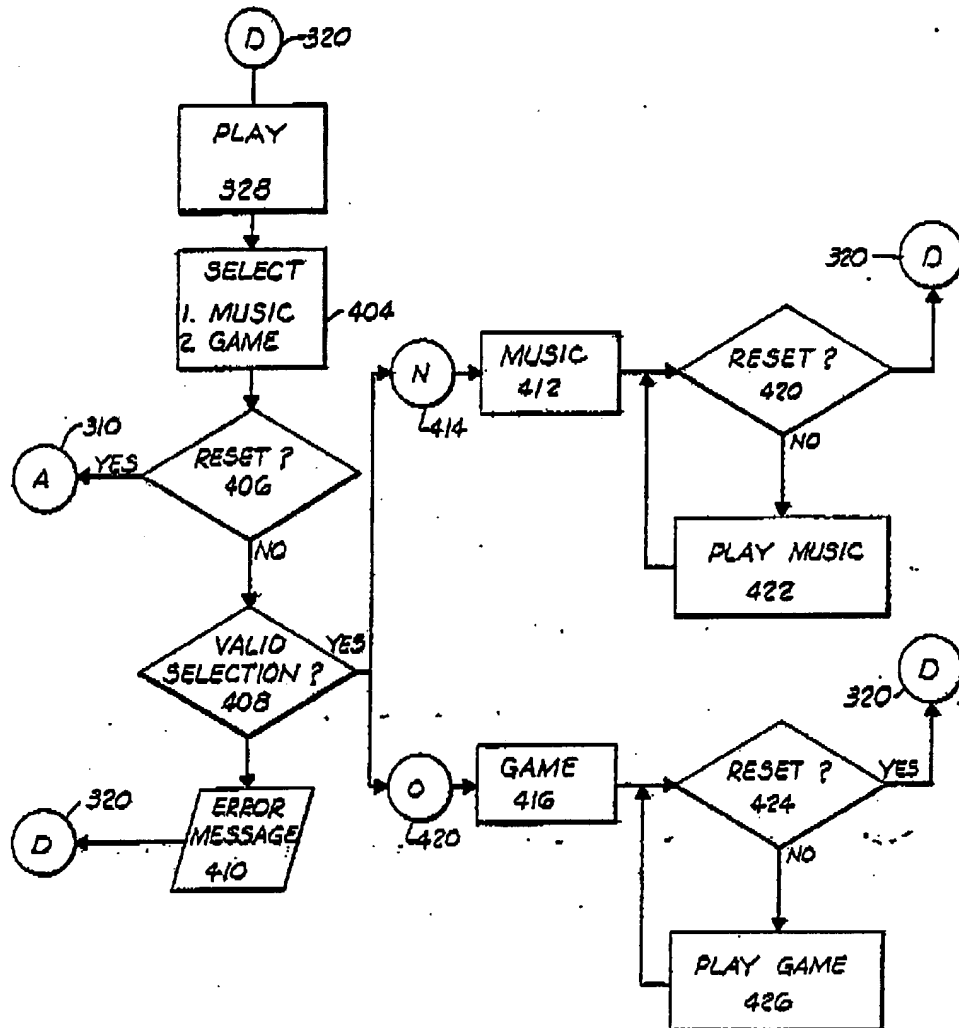 D
320
PLAY
328
SELECT
1. MUSIC
2 GAME
404
RESET ?
406
YES
310
A
NO
VALID
SELECTION ?
408
YES
ERROR
MESSAGE
410
320
D
N
414
MUSIC
412
RESET ?
420
320
D
NO
PLAY MUSIC
422
O
420
GAME
416
RESET ?
424
YES
320
D
NO
PLAY GAME
426